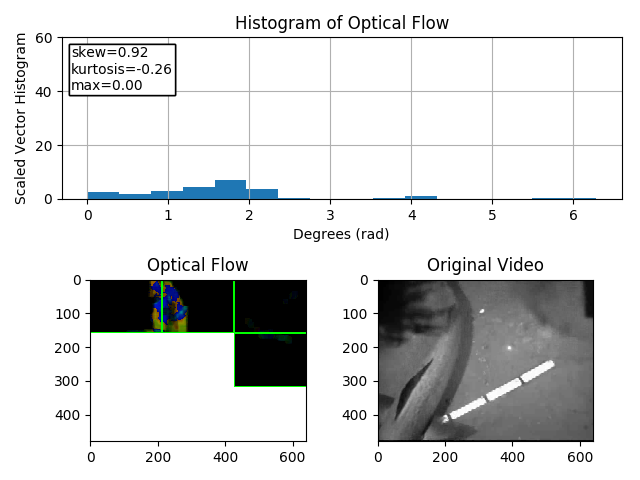 Histogram of Optical Flow
Scaled Vector Histogram
60
40
20
0
skew=0.92
kurtosis=-0.26
max=0.00
0 1 2 3 4 5 6
Degrees (rad)
Optical Flow
0
100
200
300
400
0 200 400 600
Original Video
0
100
200
300
400
0 200 400 600